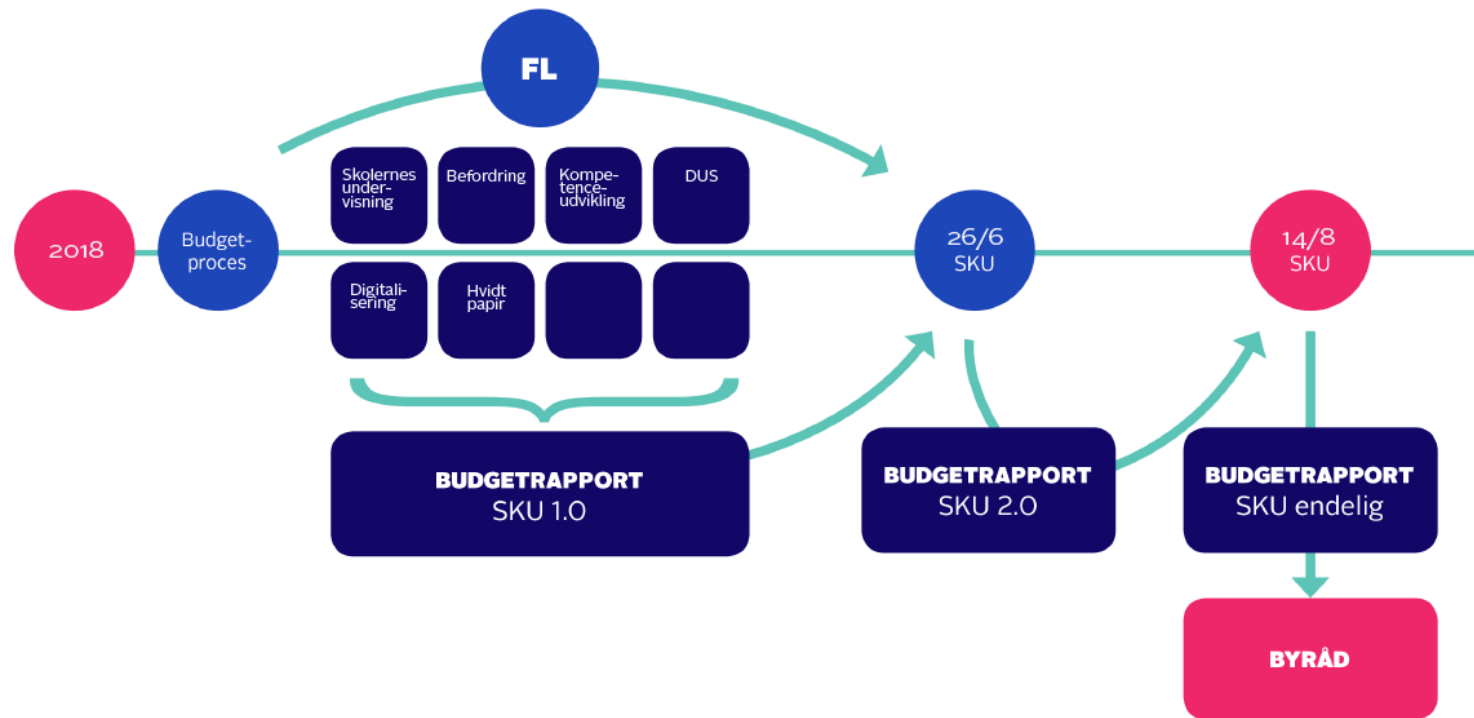 FL
Skolernes
under-
visning
Befordring
Kompe-
tence-
udvikling
DUS
2018
Budget-
proces
26/6
SKU
14/8
SKU
Digitali-
sering
Hvidt
papir
BUDGETRAPPORT
SKU 1.0
BUDGETRAPPORT
SKU 2.0
BUDGETRAPPORT
SKU endelig
BYRÅD